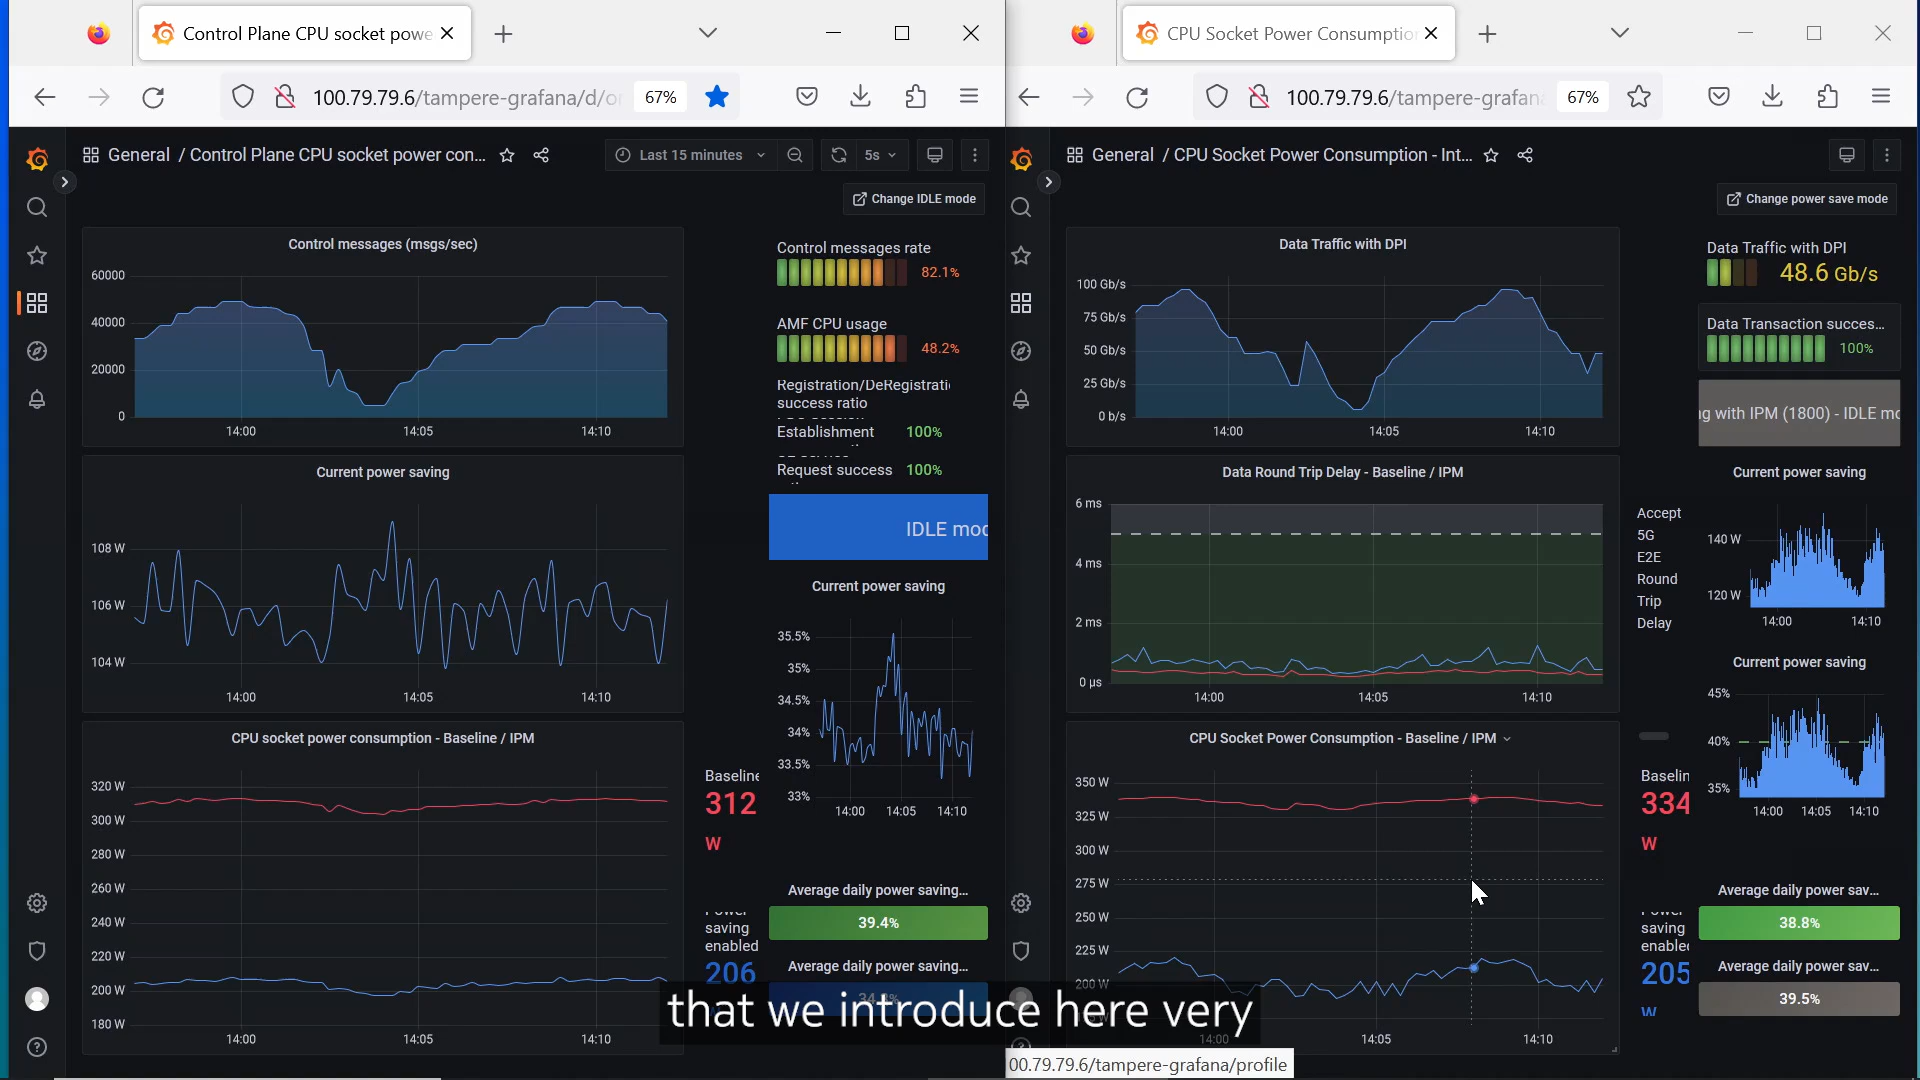 Control Plane CPU socket powe
100.79.79.6/tampere-grafana/d/o
67%
General / Control Plane CPU socket power con...
Last 15 minutes
5s
Change IDLE mode
Control messages (msgs/sec)
60000
40000
20000
0
14:00
14:05
14:10
Control messages rate
82.1%
AMF CPU usage
48.2%
Registration/DeRegistrati
success ratio
Establishment
100%
Request success
100%
IDLE mod
Current power saving
108 W
106 W
104 W
14:00
14:05
14:10
Current power saving
35.5%
35%
34.5%
34%
33.5%
33%
14:00
14:05
14:10
CPU socket power consumption - Baseline / IPM
320 W
300 W
280 W
260 W
240 W
220 W
200 W
180 W
14:00
14:05
14:10
Baseline
312
W
saving
enabled
206
Average daily power saving...
39.4%
Average daily power saving...
CPU Socket Power Consumptio
100.79.79.6/tampere-grafan
67%
General / CPU Socket Power Consumption - Int...
Change power save mode
Data Traffic with DPI
100 Gb/s
75 Gb/s
50 Gb/s
25 Gb/s
0 b/s
14:00
14:05
14:10
Data Traffic with DPI
48.6 Gb/s
Data Transaction succes...
100%
g with IPM (1800) - IDLE mo
Data Round Trip Delay - Baseline / IPM
6 ms
4 ms
2 ms
0 µs
14:00
14:05
14:10
Accept
5G
E2E
Round
Trip
Delay
Current power saving
140 W
120 W
14:00
14:10
Current power saving
45%
40%
35%
14:00
14:05
14:10
CPU Socket Power Consumption - Baseline / IPM
350 W
325 W
300 W
275 W
250 W
225 W
200 W
14:00
14:05
14:10
Baselin
334
W
saving
enable
205
W
Average daily power sav...
38.8%
Average daily power sav...
39.5%
that we introduce here very
00.79.79.6/tampere-grafana/profile